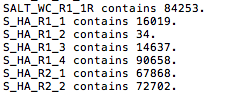 SALT_WC_R1_1R contains 84253.
S_HA_R1_1 contains 16019.
S_HA_R1_2 contains 34.
S_HA_R1_3 contains 14637.
S_HA_R1_4 contains 90658.
S_HA_R2_1 contains 67868.
S_HA_R2_2 contains 72702.